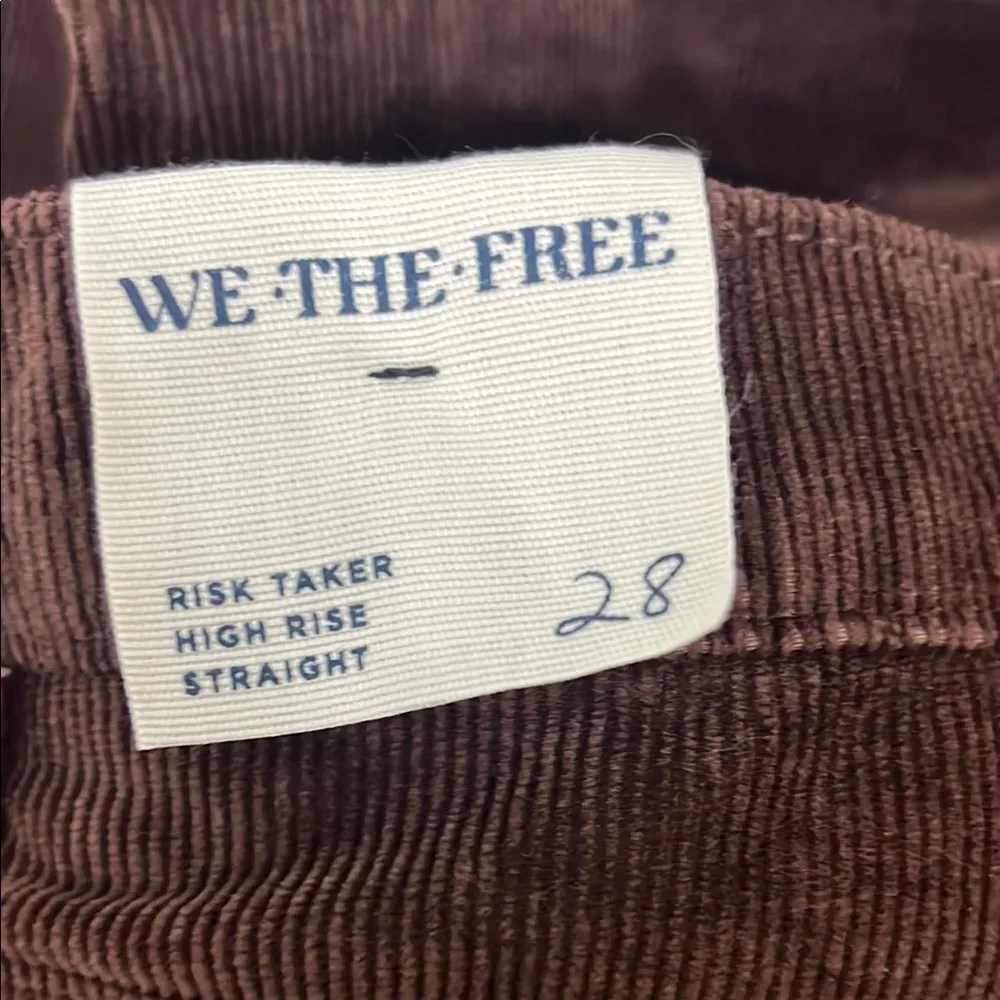 WE·THE·FREE
RISK TAKER
HIGH RISE
STRAIGHT
28